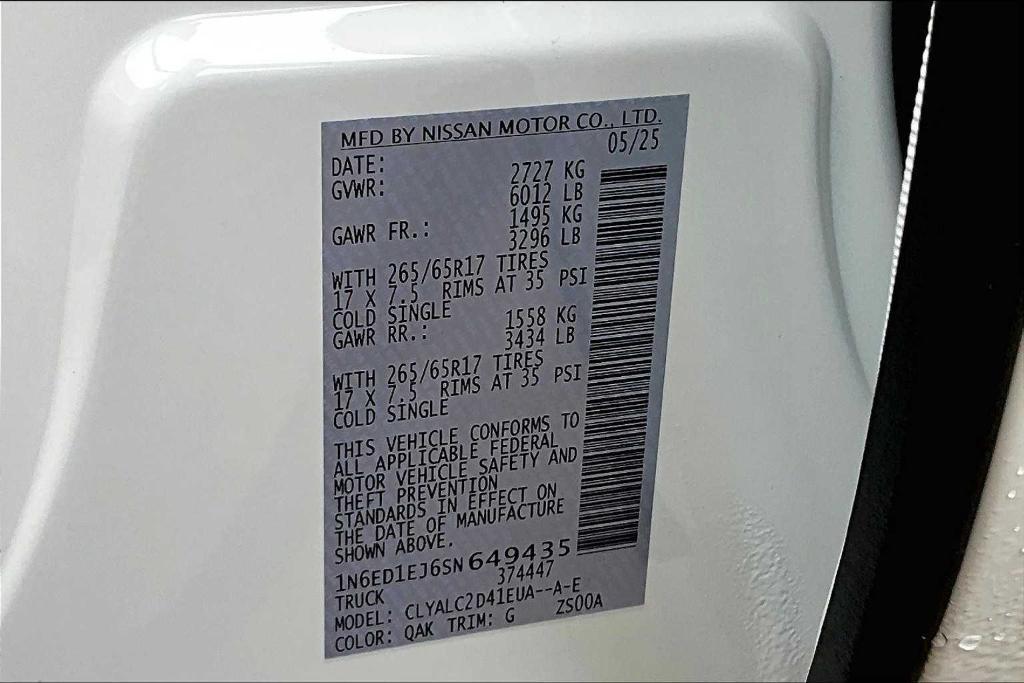 MFD BY NISSAN MOTOR CO., LTD.
DATE: 05/25
GVWR: 2727 KG
6012 LB
GAWR FR.: 1495 KG
3296 LB
WITH 265/65R17 TIRES
17 X 7.5 RIMS AT 35 PSI
COLD SINGLE
GAWR RR.: 1558 KG
3434 LB
WITH 265/65R17 TIRES
17 X 7.5 RIMS AT 35 PSI
COLD SINGLE
THIS VEHICLE CONFORMS TO
ALL APPLICABLE FEDERAL
MOTOR VEHICLE SAFETY AND
THEFT PREVENTION
STANDARDS IN EFFECT ON
THE DATE OF MANUFACTURE
SHOWN ABOVE.
1N6ED1EJ6SN649435
TRUCK 374447
MODEL: CLYALC2D41EUA--A-E
COLOR: QAK TRIM: G ZS00A